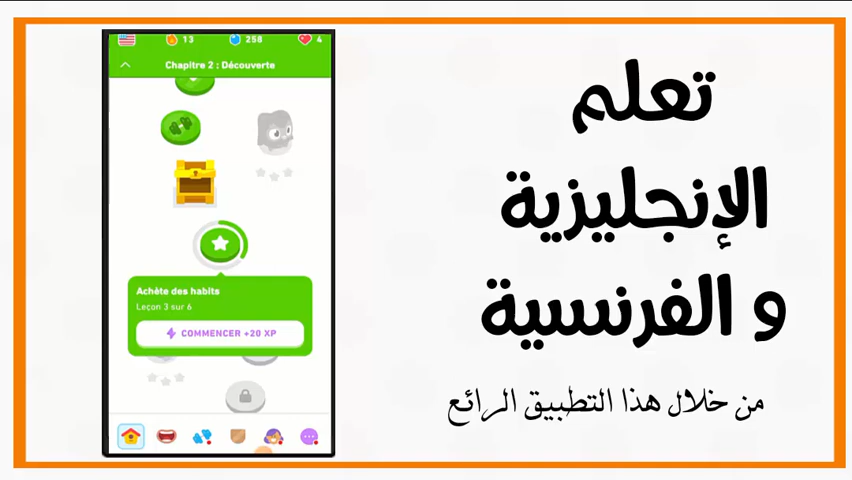 13
258
4
Chapitre 2 : Découverte
Achète des habits
Leçon 3 sur 6
COMMENCER +20 XP
تعلم
الإنجليزية
و الفرنسية
من خلال هذا التطبيق الرائع